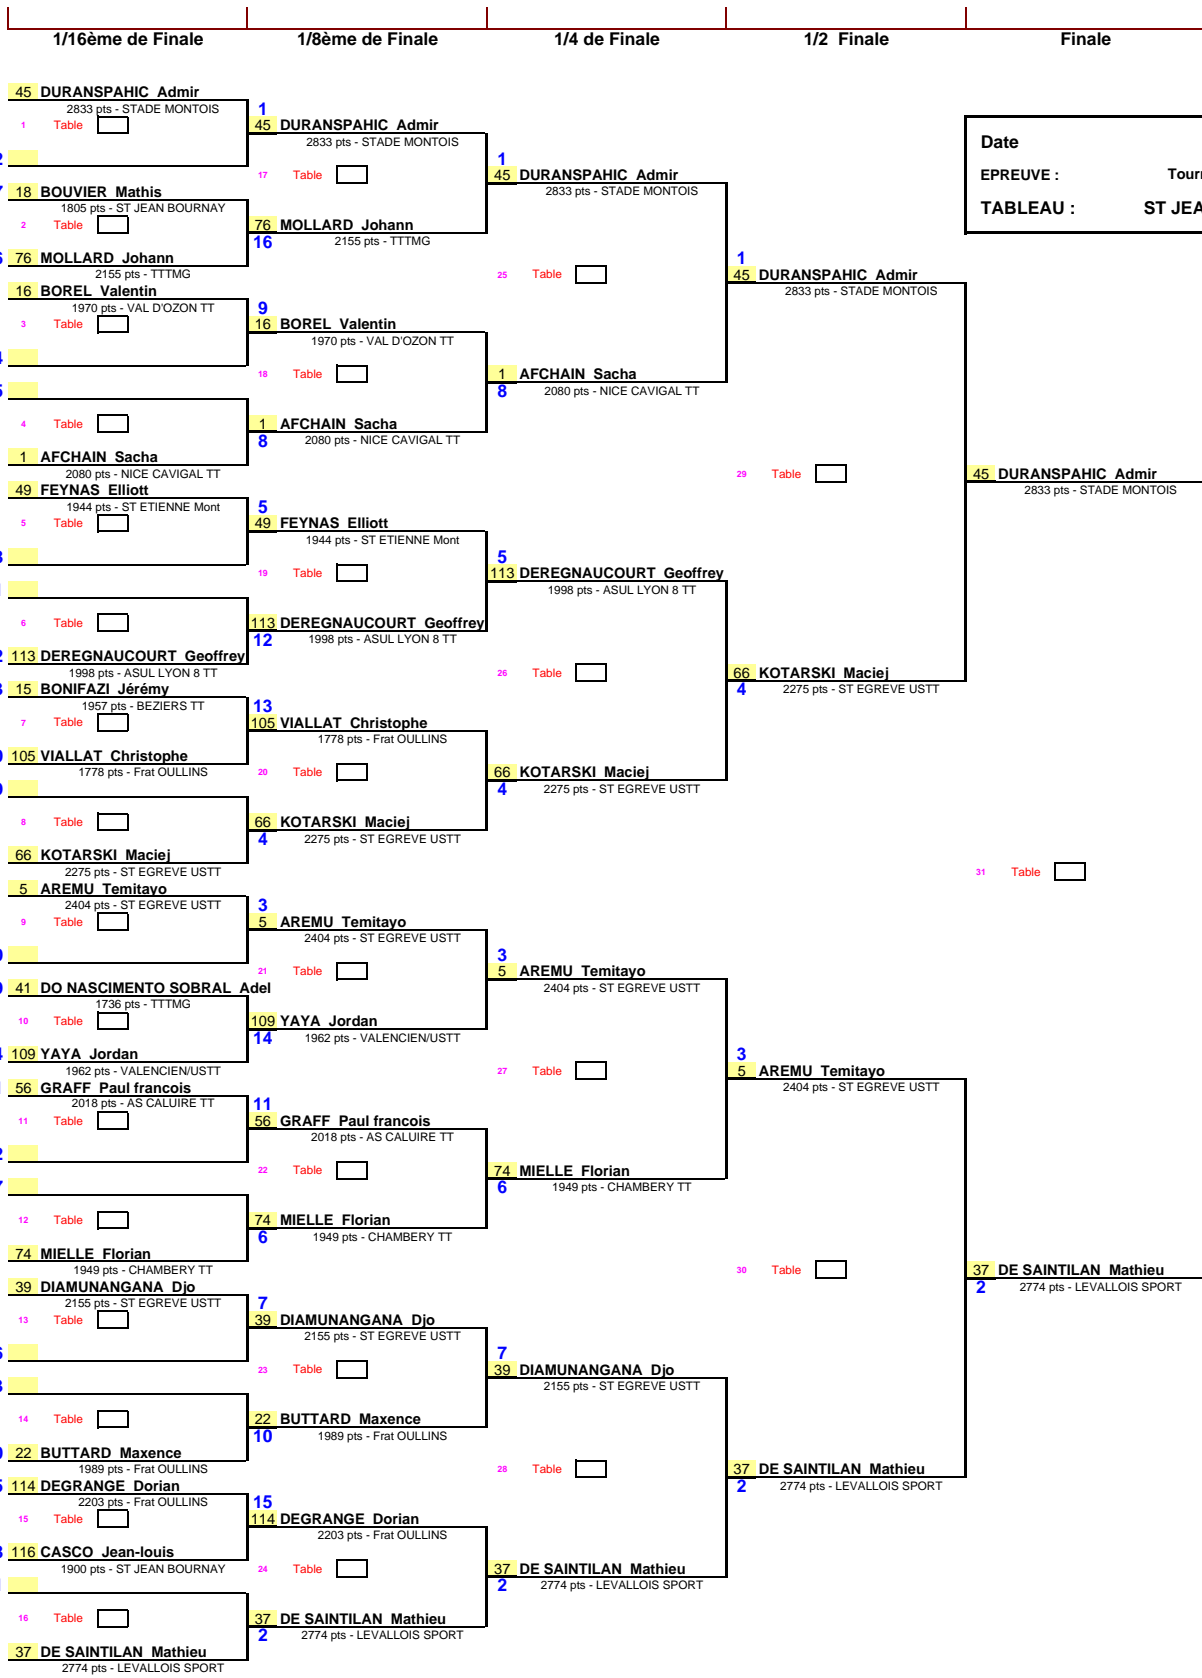 1/16ème de Finale
1/8ème de Finale
1/4 de Finale
1/2 Finale
Finale
Date
EPREUVE :
TABLEAU :
45 DURANSPAHIC Admir
2833 pts - STADE MONTOIS
1 Table
18 BOUVIER Mathis
1805 pts - ST JEAN BOURNAY
2 Table
76 MOLLARD Johann
2155 pts - TTTMG
16 BOREL Valentin
1970 pts - VAL D'OZON TT
3 Table
4 Table
1 AFCHAIN Sacha
2080 pts - NICE CAVIGAL TT
49 FEYNAS Elliott
1944 pts - ST ETIENNE Mont
5 Table
6 Table
113 DEREGNAUCOURT Geoffrey
1998 pts - ASUL LYON 8 TT
15 BONIFAZI Jérémy
1957 pts - BEZIERS TT
7 Table
105 VIALLAT Christophe
1778 pts - Frat OULLINS
8 Table
66 KOTARSKI Maciej
2275 pts - ST EGREVE USTT
5 AREMU Temitayo
2404 pts - ST EGREVE USTT
9 Table
41 DO NASCIMENTO SOBRAL Adel
1736 pts - TTTMG
10 Table
109 YAYA Jordan
1962 pts - VALENCIEN/USTT
56 GRAFF Paul francois
2018 pts - AS CALUIRE TT
11 Table
12 Table
74 MIELLE Florian
1949 pts - CHAMBERY TT
39 DIAMUNANGANA Djo
2155 pts - ST EGREVE USTT
13 Table
14 Table
22 BUTTARD Maxence
1989 pts - Frat OULLINS
114 DEGRANGE Dorian
2203 pts - Frat OULLINS
15 Table
116 CASCO Jean-louis
1900 pts - ST JEAN BOURNAY
16 Table
37 DE SAINTILAN Mathieu
2774 pts - LEVALLOIS SPORT
1
45 DURANSPAHIC Admir
2833 pts - STADE MONTOIS
17 Table
76 MOLLARD Johann
16 2155 pts - TTTMG
9
16 BOREL Valentin
1970 pts - VAL D'OZON TT
18 Table
1 AFCHAIN Sacha
8 2080 pts - NICE CAVIGAL TT
5
49 FEYNAS Elliott
1944 pts - ST ETIENNE Mont
19 Table
113 DEREGNAUCOURT Geoffrey
12 1998 pts - ASUL LYON 8 TT
13
105 VIALLAT Christophe
1778 pts - Frat OULLINS
20 Table
66 KOTARSKI Maciej
4 2275 pts - ST EGREVE USTT
3
5 AREMU Temitayo
2404 pts - ST EGREVE USTT
21 Table
109 YAYA Jordan
14 1962 pts - VALENCIEN/USTT
11
56 GRAFF Paul francois
2018 pts - AS CALUIRE TT
22 Table
74 MIELLE Florian
6 1949 pts - CHAMBERY TT
7
39 DIAMUNANGANA Djo
2155 pts - ST EGREVE USTT
23 Table
22 BUTTARD Maxence
10 1989 pts - Frat OULLINS
15
114 DEGRANGE Dorian
2203 pts - Frat OULLINS
24 Table
37 DE SAINTILAN Mathieu
2 2774 pts - LEVALLOIS SPORT
1
45 DURANSPAHIC Admir
2833 pts - STADE MONTOIS
25 Table
1 AFCHAIN Sacha
8 2080 pts - NICE CAVIGAL TT
5
113 DEREGNAUCOURT Geoffrey
1998 pts - ASUL LYON 8 TT
26 Table
66 KOTARSKI Maciej
4 2275 pts - ST EGREVE USTT
3
5 AREMU Temitayo
2404 pts - ST EGREVE USTT
27 Table
74 MIELLE Florian
6 1949 pts - CHAMBERY TT
7
39 DIAMUNANGANA Djo
2155 pts - ST EGREVE USTT
28 Table
37 DE SAINTILAN Mathieu
2 2774 pts - LEVALLOIS SPORT
1
45 DURANSPAHIC Admir
2833 pts - STADE MONTOIS
29 Table
66 KOTARSKI Maciej
4 2275 pts - ST EGREVE USTT
3
5 AREMU Temitayo
2404 pts - ST EGREVE USTT
30 Table
37 DE SAINTILAN Mathieu
2 2774 pts - LEVALLOIS SPORT
45 DURANSPAHIC Admir
2833 pts - STADE MONTOIS
31 Table
37 DE SAINTILAN Mathieu
2 2774 pts - LEVALLOIS SPORT